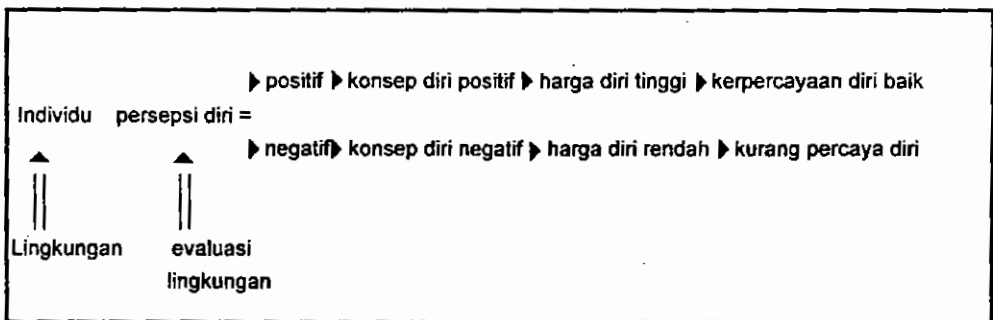 ▶ positif ▶ konsep diri positif ▶ harga diri tinggi ▶ kerpercayaan diri baik
Individu persepsi diri =
▶ negatif ▶ konsep diri negatif ▶ harga diri rendah ▶ kurang percaya diri
Lingkungan evaluasi
lingkungan